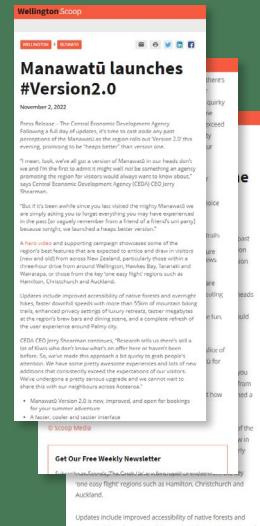 Wellington.Scoop
WELLINGTON
BUSINESS
Manawatū launches
#Version2.0
November 2, 2022
Press Release – The Central Economic Development Agency
Following a full day of updates, it's time to cast aside any past
perceptions of the Manawatū as the region rolls out 'Version 2.0' this
evening, promising to be "heaps better" than version one.
"I mean, look, we've all got a version of Manawatū in our heads don't
we and I'm the first to admit it might well not be something an agency
promoting the region for visitors would always want to know about,"
says Central Economic Development Agency (CEDA) CEO Jerry
Shearman.
"But if it's been awhile since you last visited the mighty Manawatū we
are simply asking you to forget everything you may have experienced
in the past [or vaguely remember from a friend of a friend's uni party]
because tonight, we launched a heaps better version."
A hero video and supporting campaign showcases some of the
region's best features that are expected to entice and draw in visitors
(new and old) from across New Zealand, particularly those within a
three-hour drive from around Wellington, Hawkes Bay, Taranaki and
Wairarapa, or those from the key 'one easy flight' regions such as
Hamilton, Christchurch and Auckland.
Updates include improved accessibility of native forests and overnight
hikes, faster downhill speeds with more than 55km of mountain biking
trails, enhanced privacy settings of luxury retreats, tastier megabytes
at the region's brew bars and dining scene, and a complete refresh of
the user experience around Palmy city.
CEDA CEO Jerry Shearman continues, "Research tells us there's still a
lot of Kiwis who don't know what's on offer here or haven't been
before. So, we've made this approach a bit quirky to grab people's
attention. We have some pretty awesome experiences and lots of new
additions that consistently exceed the expectations of our visitors.
We've undergone a pretty serious upgrade and we cannot wait to
share this with our neighbours across Aotearoa."
• Manawatū Version 2.0 is new, improved, and open for bookings
for your summer adventure
• A faster, cooler and tastier interface
there's
quirky
exceed
© Scoop Media
Get Our Free Weekly Newsletter
'one easy flight' regions such as Hamilton, Christchurch and
Auckland.
Updates include improved accessibility of native forests and